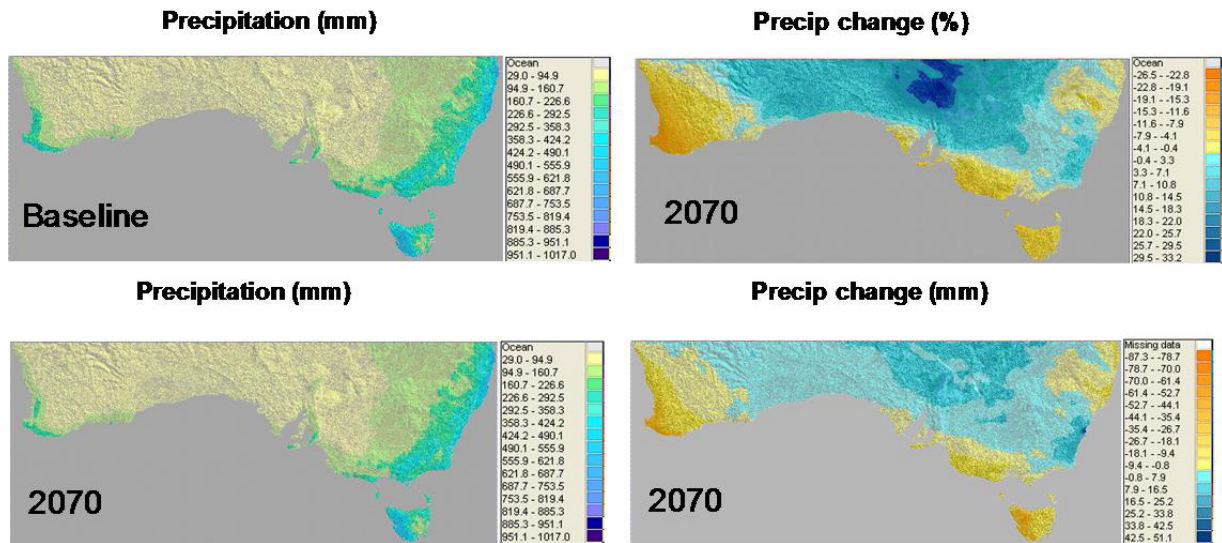 Precipitation (mm)
Ocean
29.0 - 94.9
94.9 - 160.7
160.7 - 226.6
226.6 - 292.5
292.5 - 358.3
358.3 - 424.2
424.2 - 490.1
490.1 - 555.9
555.9 - 621.8
621.8 - 687.7
687.7 - 753.5
753.5 - 819.4
819.4 - 885.3
885.3 - 951.1
951.1 - 1017.0
Baseline
Precip change (%)
Ocean
-26.5 - -22.8
-22.8 - -19.1
-19.1 - -15.3
-15.3 - -11.6
-11.6 - -7.9
-7.9 - -4.1
-4.1 - -0.4
-0.4 - 3.3
3.3 - 7.1
7.1 - 10.8
10.8 - 14.5
14.5 - 18.3
18.3 - 22.0
22.0 - 25.7
25.7 - 29.5
29.5 - 33.2
2070
Precipitation (mm)
Ocean
29.0 - 94.9
94.9 - 160.7
160.7 - 226.6
226.6 - 292.5
292.5 - 358.3
358.3 - 424.2
424.2 - 490.1
490.1 - 555.9
555.9 - 621.8
621.8 - 687.7
687.7 - 753.5
753.5 - 819.4
819.4 - 885.3
885.3 - 951.1
951.1 - 1017.0
2070
Precip change (mm)
Missing data
-87.3 - -78.7
-78.7 - -70.0
-70.0 - -61.4
-61.4 - -52.7
-52.7 - -44.1
-44.1 - -35.4
-35.4 - -26.7
-26.7 - -18.1
-18.1 - -9.4
-9.4 - -0.8
-0.8 - 7.9
7.9 - 16.5
16.5 - 25.2
25.2 - 33.8
33.8 - 42.5
42.5 - 51.1
2070